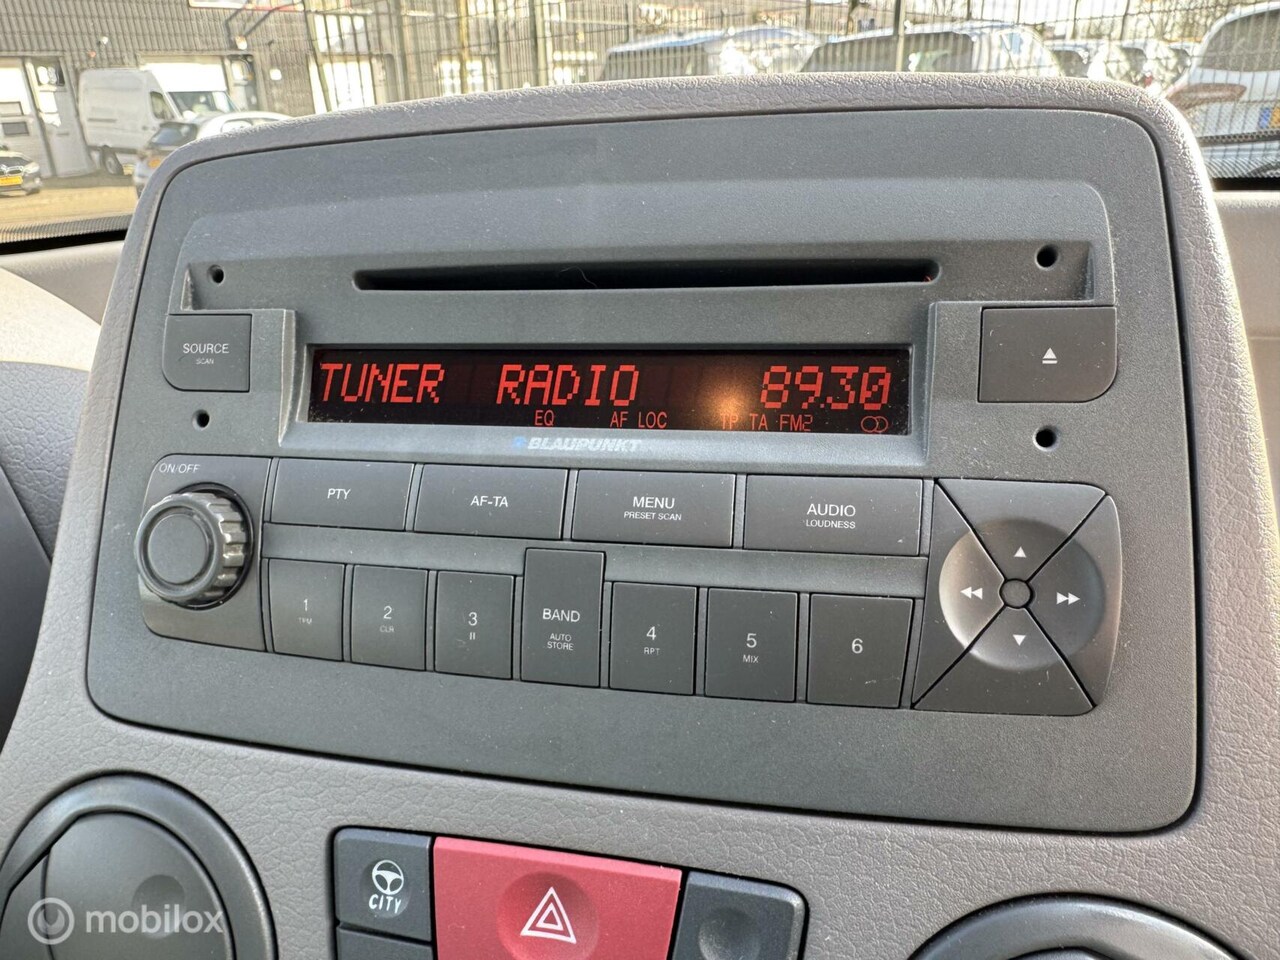 SOURCE
SCAN
TUNER RADIO 89.30
EQ AF LOC TP TA FM2
BLAUPUNKT
ON/OFF
PTY
AF-TA
MENU
PRESET SCAN
AUDIO
LOUDNESS
1
TPM
2
CLR
3
BAND
AUTO
STORE
4
RPT
5
MIX
6
CITY
mobilox